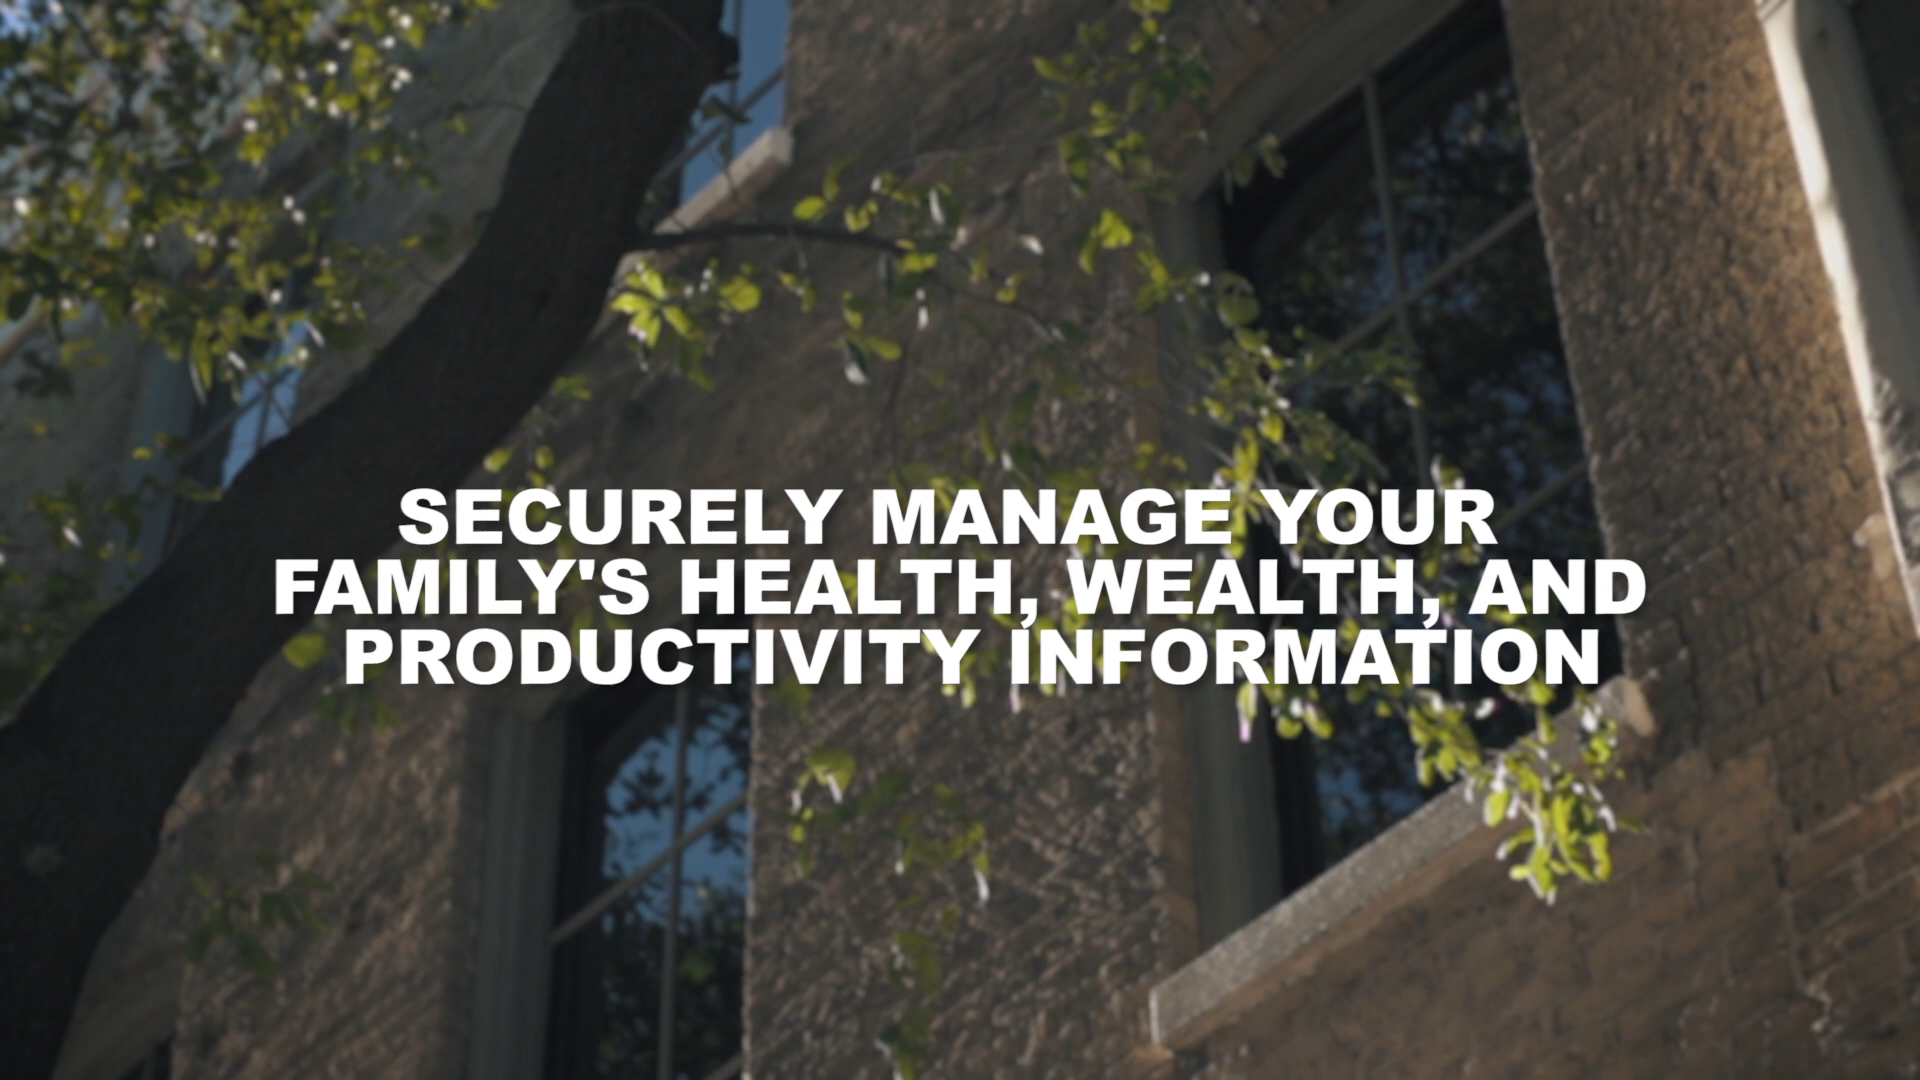 SECURELY MANAGE YOUR
FAMILY'S HEALTH, WEALTH, AND
PRODUCTIVITY INFORMATION